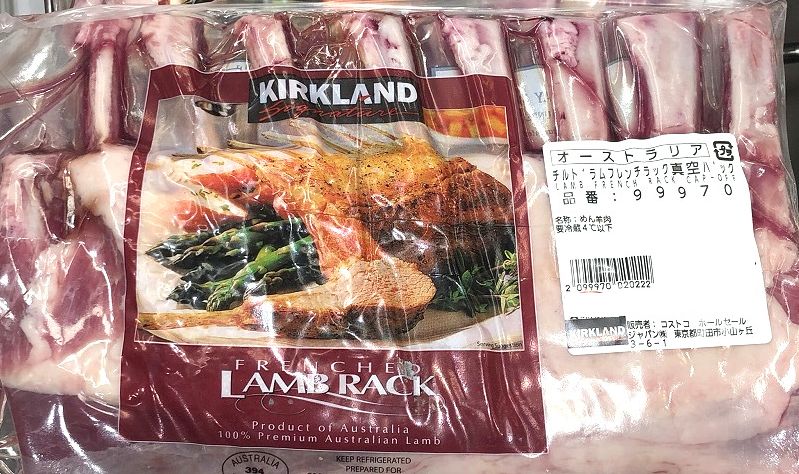 KIRKLAND
Signature
FRENCHED
LAMB RACK
Product of Australia
100% Premium Australian Lamb
KEEP REFRIGERATED
PREPARED FOR
AUSTRALIA
394
Serving Suggestion
オーストラリア
チルド ラムフレンチラック真空パック
LAMB FRENCH RACK CAP-OFF
品番:99970
名称:めん羊肉
要冷蔵4℃以下
2 099970 020222
KIRKLAND
販売者: コストコ ホールセール
ジャパン㈱ 東京都町田市小山ヶ丘
3-6-1